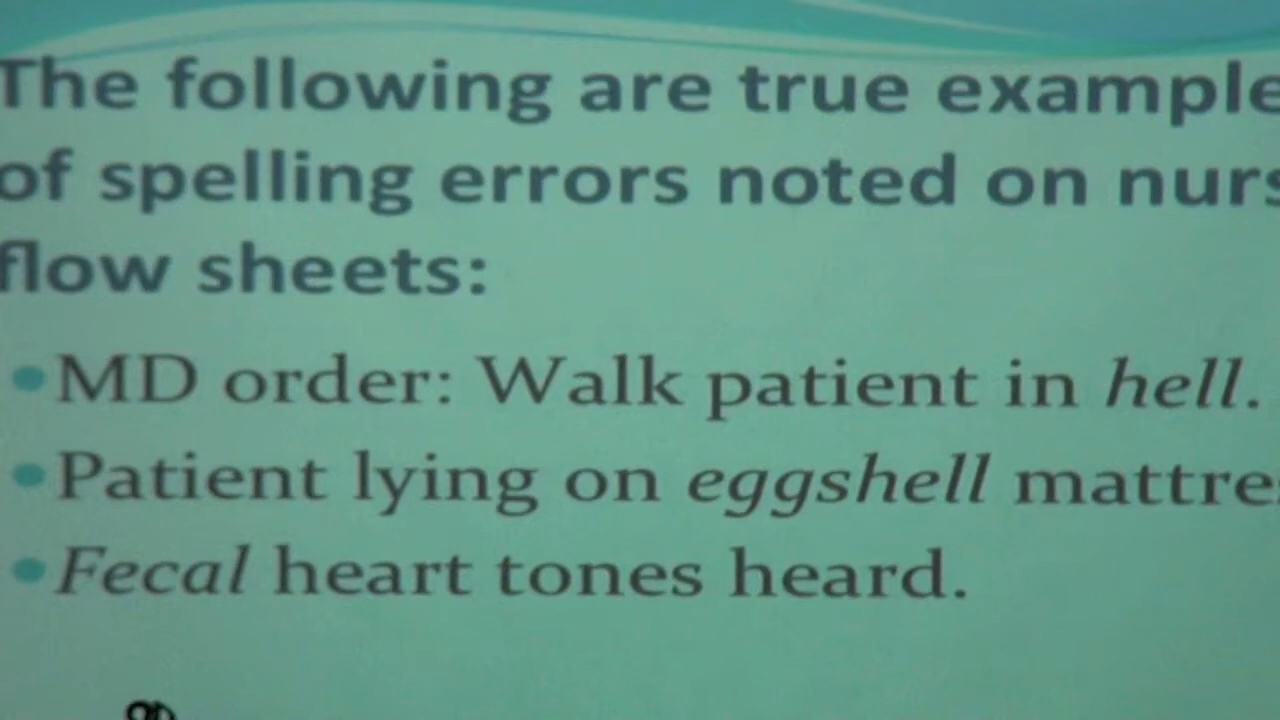 The following are true example
of spelling errors noted on nurs
flow sheets:
•MD order: Walk patient in hell.
•Patient lying on eggshell mattre
•Fecal heart tones heard.